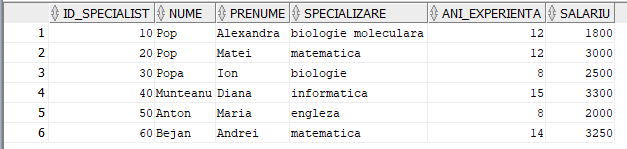 ID_SPECIALIST NUME PRENUME SPECIALIZARE ANI_EXPERIENTA SALARIU
1 10 Pop Alexandra biologie moleculara 12 1800
2 20 Pop Matei matematica 12 3000
3 30 Popa Ion biologie 8 2500
4 40 Munteanu Diana informatica 15 3300
5 50 Anton Maria engleza 8 2000
6 60 Bejan Andrei matematica 14 3250